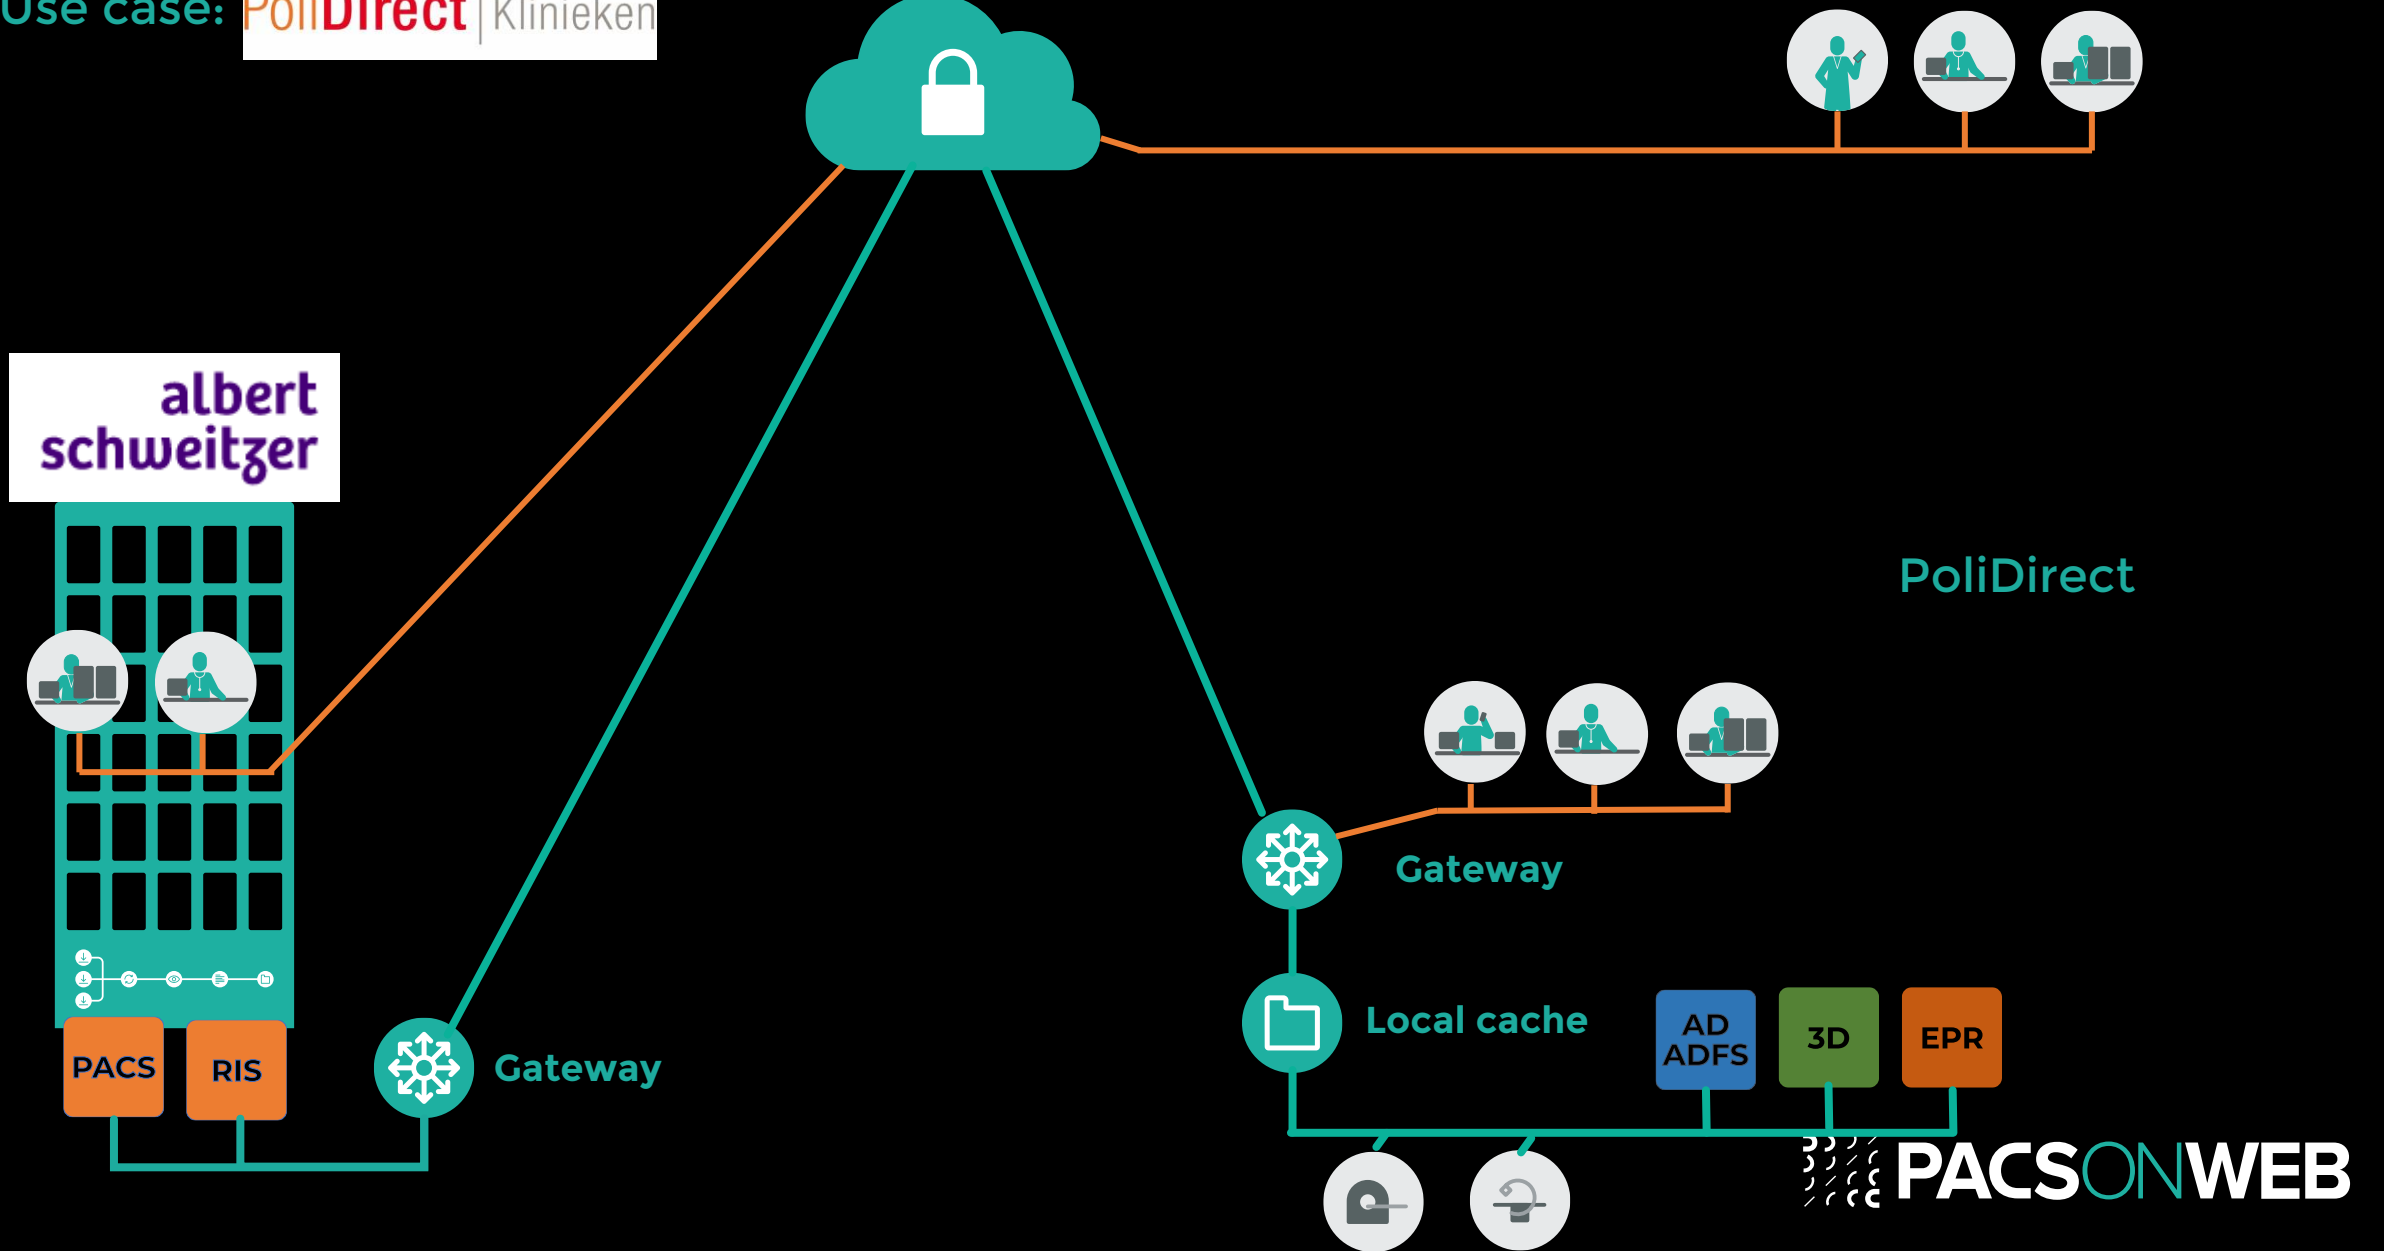 Use case: PoliDirect | Klinieken
albert
schweitzer
PoliDirect
Gateway
Local cache
AD
ADFS
3D
EPR
PACS
RIS
Gateway
PACSONWEB